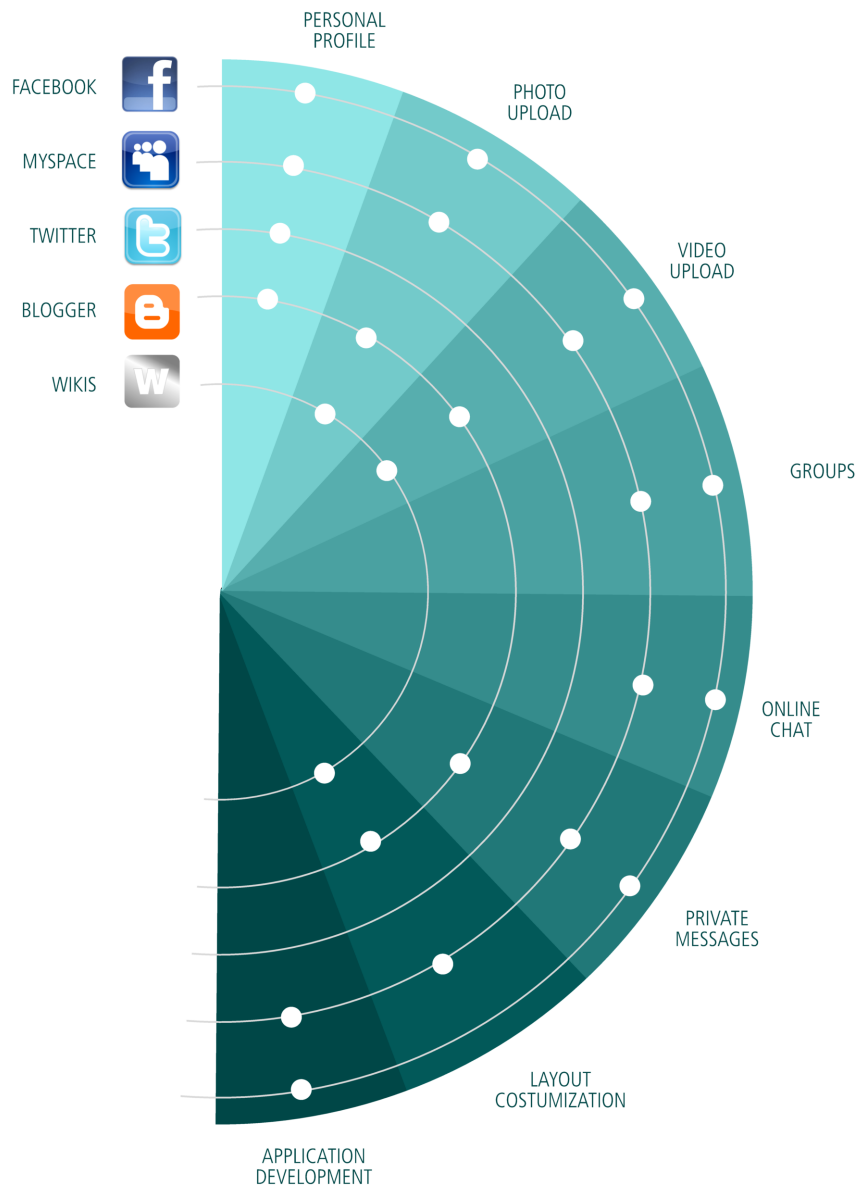 PERSONAL
PROFILE
FACEBOOK
f
PHOTO
UPLOAD
MYSPACE
TWITTER
t
VIDEO
UPLOAD
BLOGGER
B
WIKIS
W
GROUPS
ONLINE
CHAT
PRIVATE
MESSAGES
LAYOUT
COSTUMIZATION
APPLICATION
DEVELOPMENT